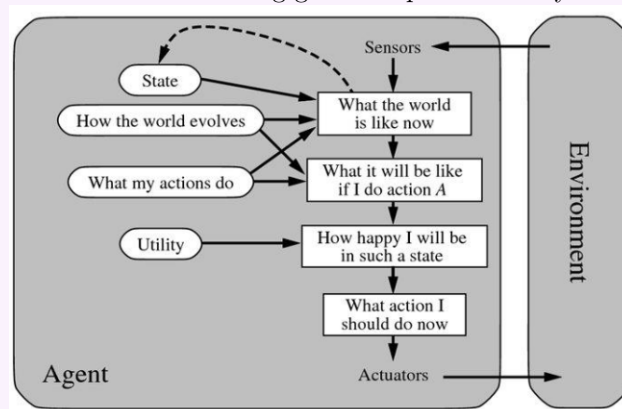 Sensors
State
What the world
is like now
How the world evolves
What it will be like
if I do action A
What my actions do
How happy I will be
in such a state
Utility
What action I
should do now
Agent
Actuators
Environment